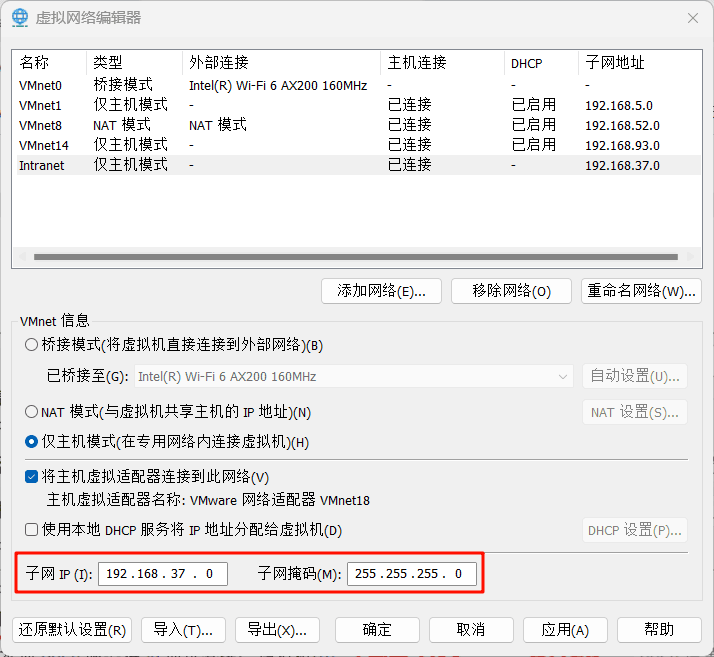 虚拟网络编辑器
名称 类型 外部连接 主机连接 DHCP 子网地址
VMnet0 桥接模式 Intel(R) Wi-Fi 6 AX200 160MHz - - -
VMnet1 仅主机模式 - 已连接 已启用 192.168.5.0
VMnet8 NAT 模式 NAT 模式 已连接 已启用 192.168.52.0
VMnet14 仅主机模式 - 已连接 已启用 192.168.93.0
Intranet 仅主机模式 - 已连接 - 192.168.37.0
添加网络(E)... 移除网络(O) 重命名网络(W)...
VMnet 信息
桥接模式(将虚拟机直接连接到外部网络)(B)
已桥接至(G): Intel(R) Wi-Fi 6 AX200 160MHz 自动设置(U)...
NAT 模式(与虚拟机共享主机的 IP 地址)(N) NAT 设置(S)...
仅主机模式(在专用网络内连接虚拟机)(H)
将主机虚拟适配器连接到此网络(V)
主机虚拟适配器名称: VMware 网络适配器 VMnet18
使用本地 DHCP 服务将 IP 地址分配给虚拟机(D) DHCP 设置(P)...
子网 IP (I): 192.168.37.0 子网掩码(M): 255.255.255.0
还原默认设置(R) 导入(T)... 导出(X)... 确定 取消 应用(A) 帮助